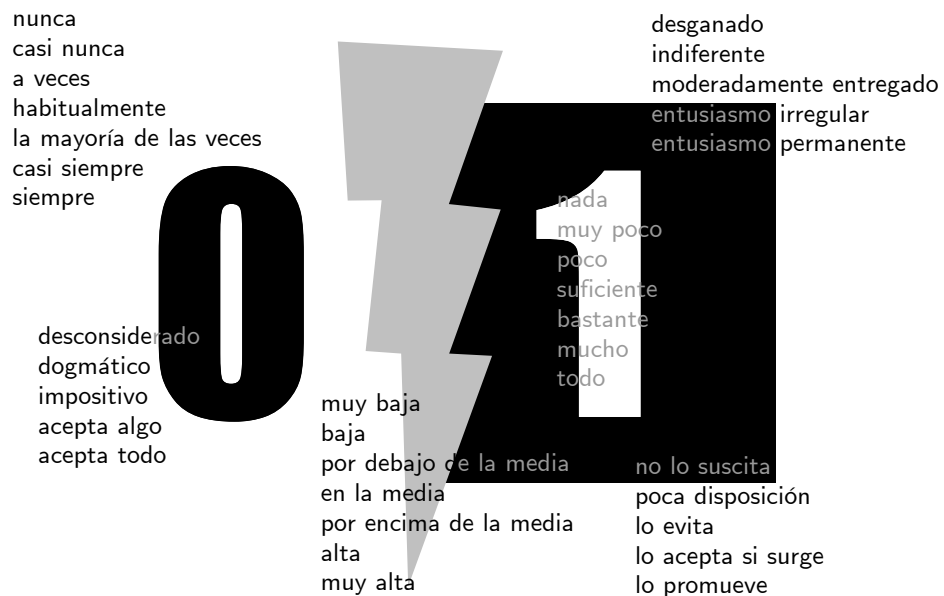 nunca
casi nunca
a veces
habitualmente
la mayoría de las veces
casi siempre
siempre
desganado
indiferente
moderadamente entregado
entusiasmo irregular
entusiasmo permanente
0
1
nada
muy poco
poco
suficiente
bastante
mucho
todo
desconsiderado
dogmático
impositivo
acepta algo
acepta todo
muy baja
baja
por debajo de la media
en la media
por encima de la media
alta
muy alta
no lo suscita
poca disposición
lo evita
lo acepta si surge
lo promueve